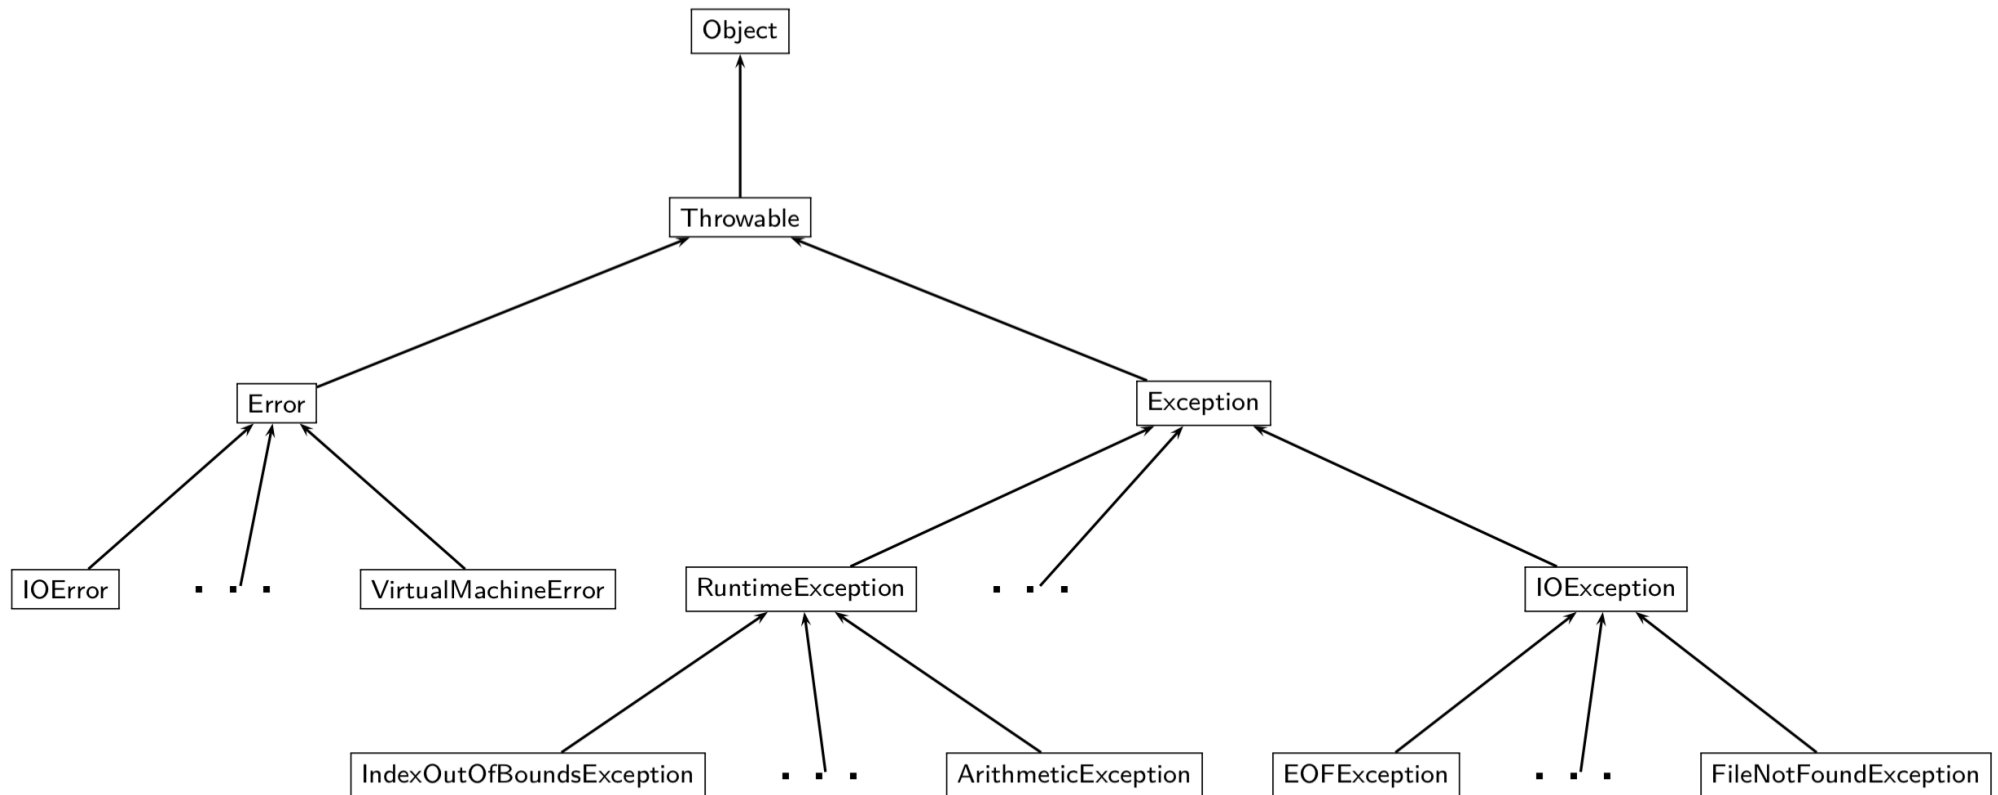 Object
Throwable
Error
Exception
IOError
. . .
VirtualMachineError
RuntimeException
. . .
IOException
IndexOutOfBoundsException
. . .
ArithmeticException
EOFException
. . .
FileNotFoundException